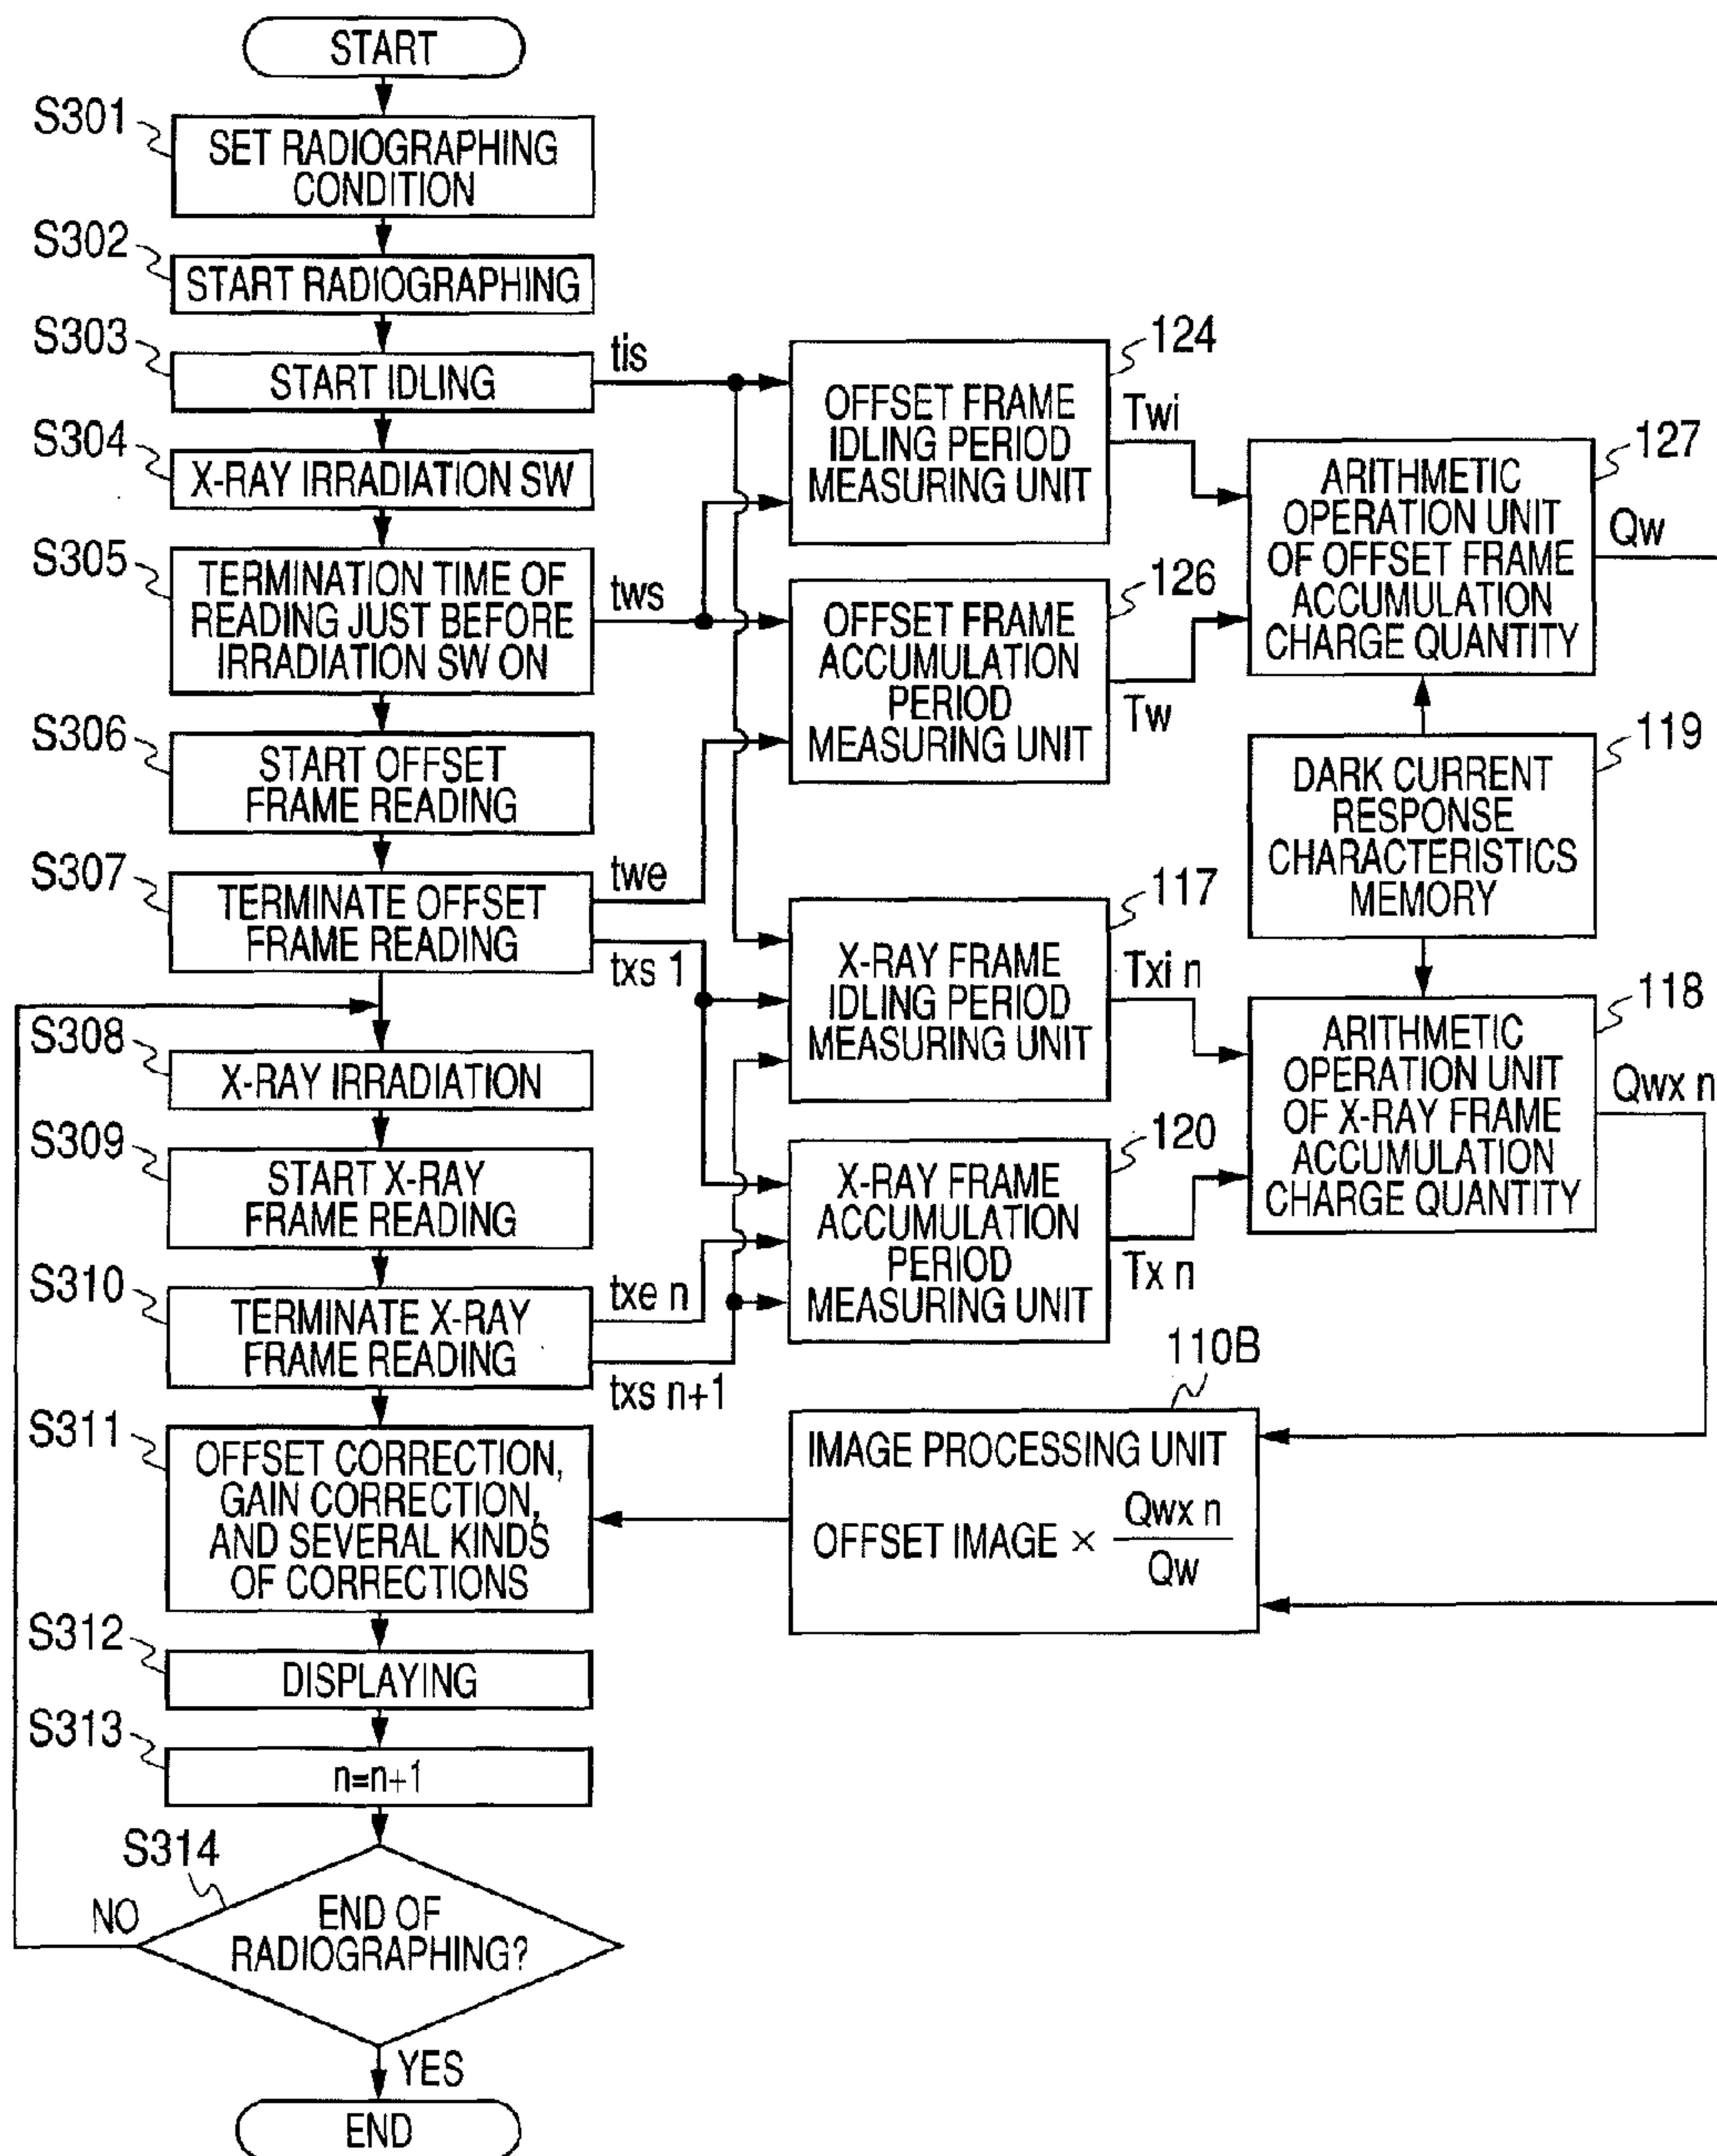 START
S301
SET RADIOGRAPHING
CONDITION
S302
START RADIOGRAPHING
S303
START IDLING
tis
S304
X-RAY IRRADIATION SW
S305
TERMINATION TIME OF
READING JUST BEFORE
IRRADIATION SW ON
tws
S306
START OFFSET
FRAME READING
S307
TERMINATE OFFSET
FRAME READING
twe
txs 1
S308
X-RAY IRRADIATION
S309
START X-RAY
FRAME READING
S310
TERMINATE X-RAY
FRAME READING
txe n
txs n+1
S311
OFFSET CORRECTION,
GAIN CORRECTION,
AND SEVERAL KINDS
OF CORRECTIONS
S312
DISPLAYING
S313
n=n+1
S314
END OF
RADIOGRAPHING?
NO
YES
END
124
OFFSET FRAME
IDLING PERIOD
MEASURING UNIT
Twi
126
OFFSET FRAME
ACCUMULATION
PERIOD
MEASURING UNIT
Tw
117
X-RAY FRAME
IDLING PERIOD
MEASURING UNIT
Txi n
120
X-RAY FRAME
ACCUMULATION
PERIOD
MEASURING UNIT
Tx n
127
ARITHMETIC
OPERATION UNIT
OF OFFSET FRAME
ACCUMULATION
CHARGE QUANTITY
Qw
119
DARK CURRENT
RESPONSE
CHARACTERISTICS
MEMORY
118
ARITHMETIC
OPERATION UNIT
OF X-RAY FRAME
ACCUMULATION
CHARGE QUANTITY
Qwx n
110B
IMAGE PROCESSING UNIT
OFFSET IMAGE × Qwx n
Qw